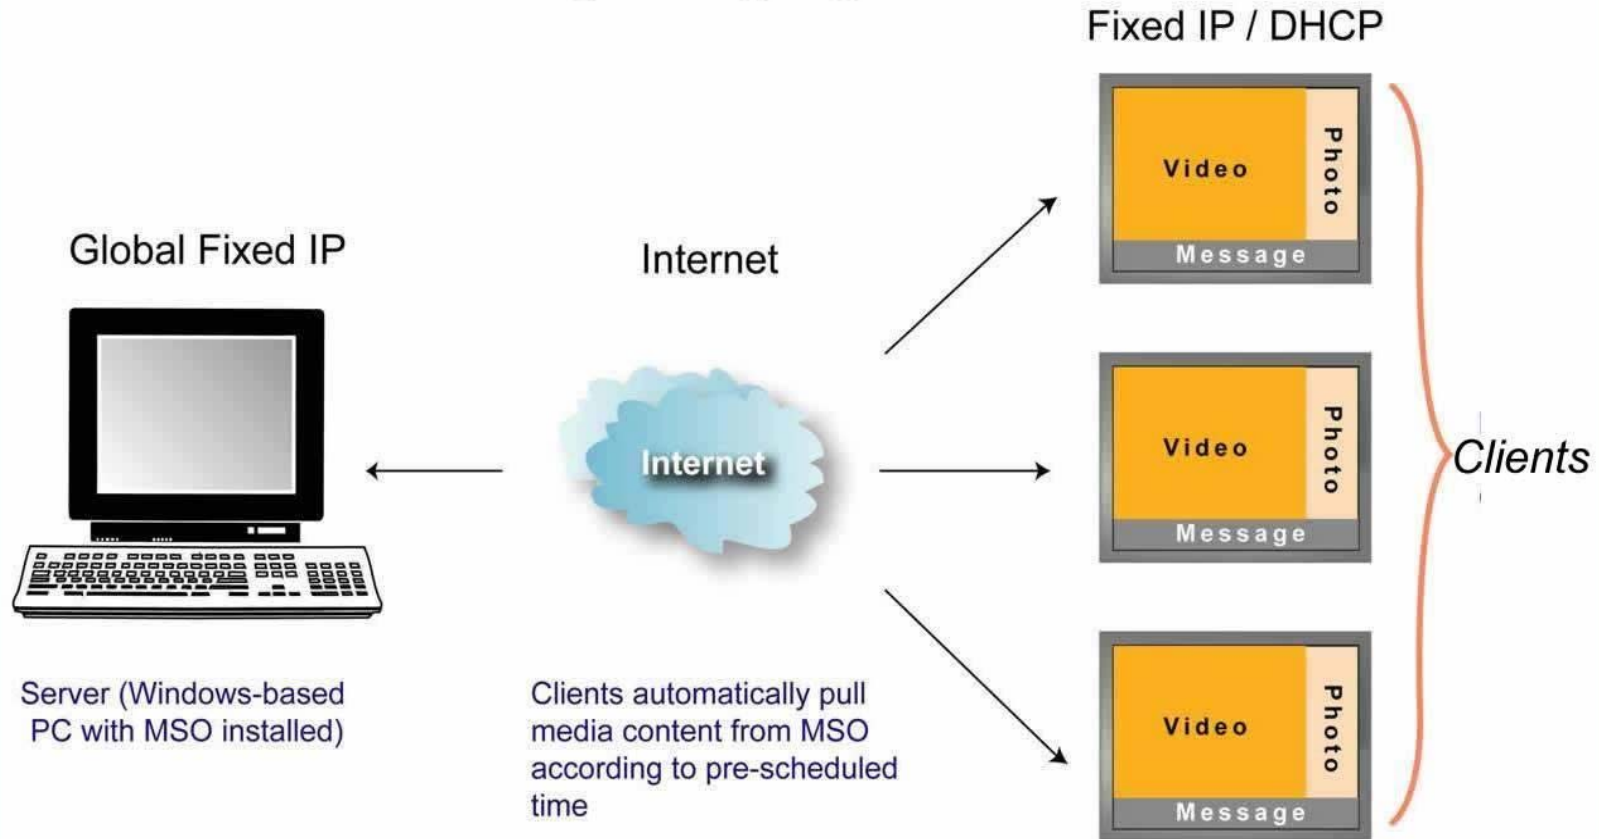 Fixed IP / DHCP
Video
Photo
Message
Global Fixed IP
Internet
Internet
Video
Photo
Message
Clients
Server (Windows-based
PC with MSO installed)
Clients automatically pull
media content from MSO
according to pre-scheduled
time
Video
Photo
Message